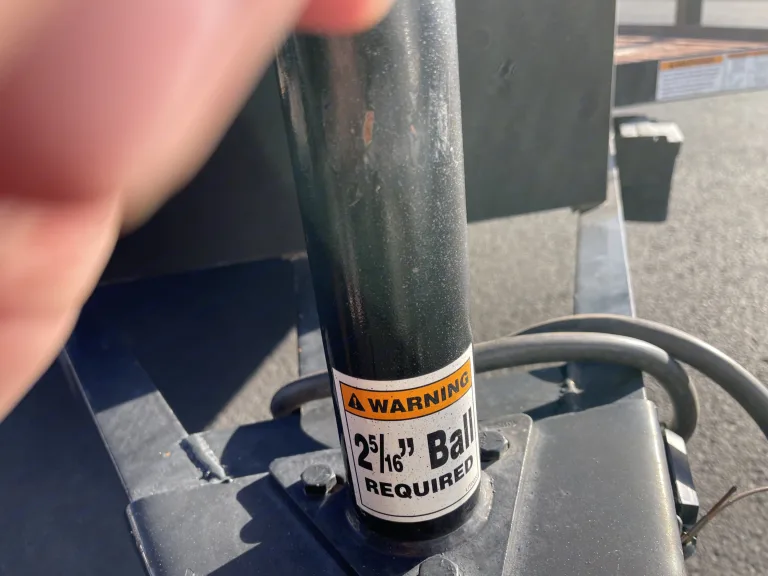 WARNING
2 5/16" Ball
REQUIRED